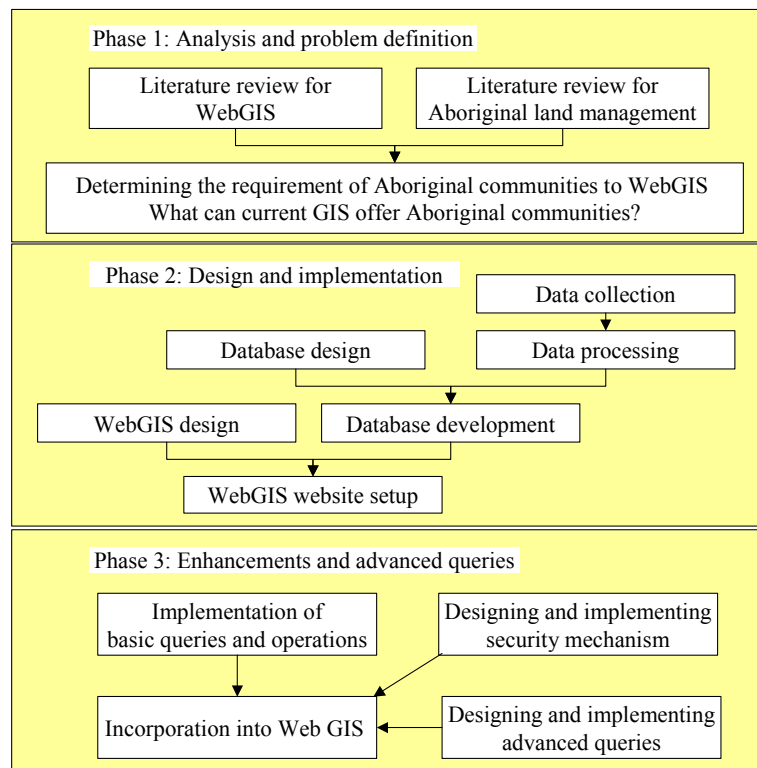 Phase 1: Analysis and problem definition
Literature review for
WebGIS
Literature review for
Aboriginal land management
Determining the requirement of Aboriginal communities to WebGIS
What can current GIS offer Aboriginal communities?
Phase 2: Design and implementation
Data collection
Database design
Data processing
WebGIS design
Database development
WebGIS website setup
Phase 3: Enhancements and advanced queries
Implementation of
basic queries and operations
Designing and implementing
security mechanism
Incorporation into Web GIS
Designing and implementing
advanced queries